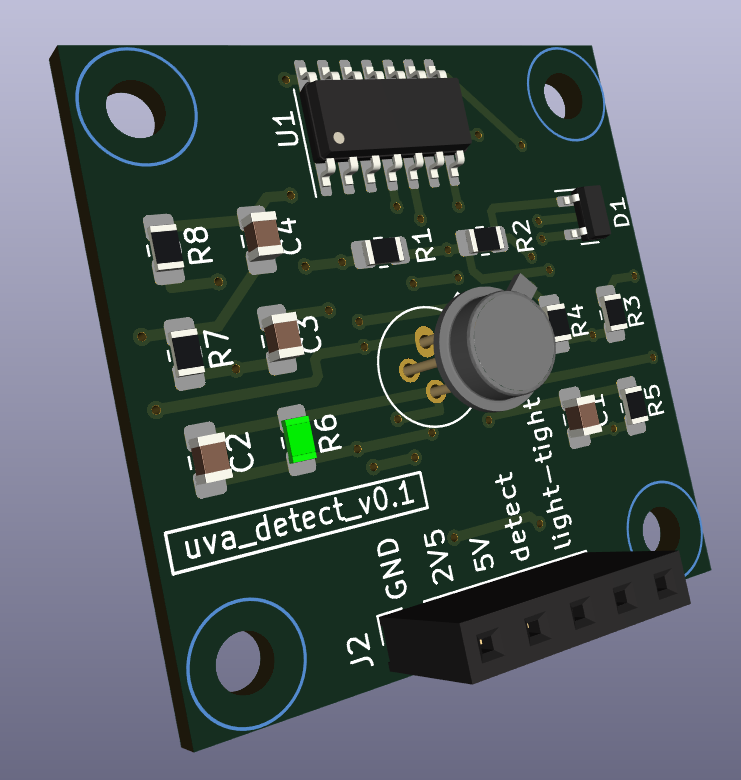 U1
D1
R8
C4
R1
R2
R7
C3
R4
R3
C2
R6
C1
R5
uva_detect_v0.1
GND
2V5
5V
detect
light-tight
J2